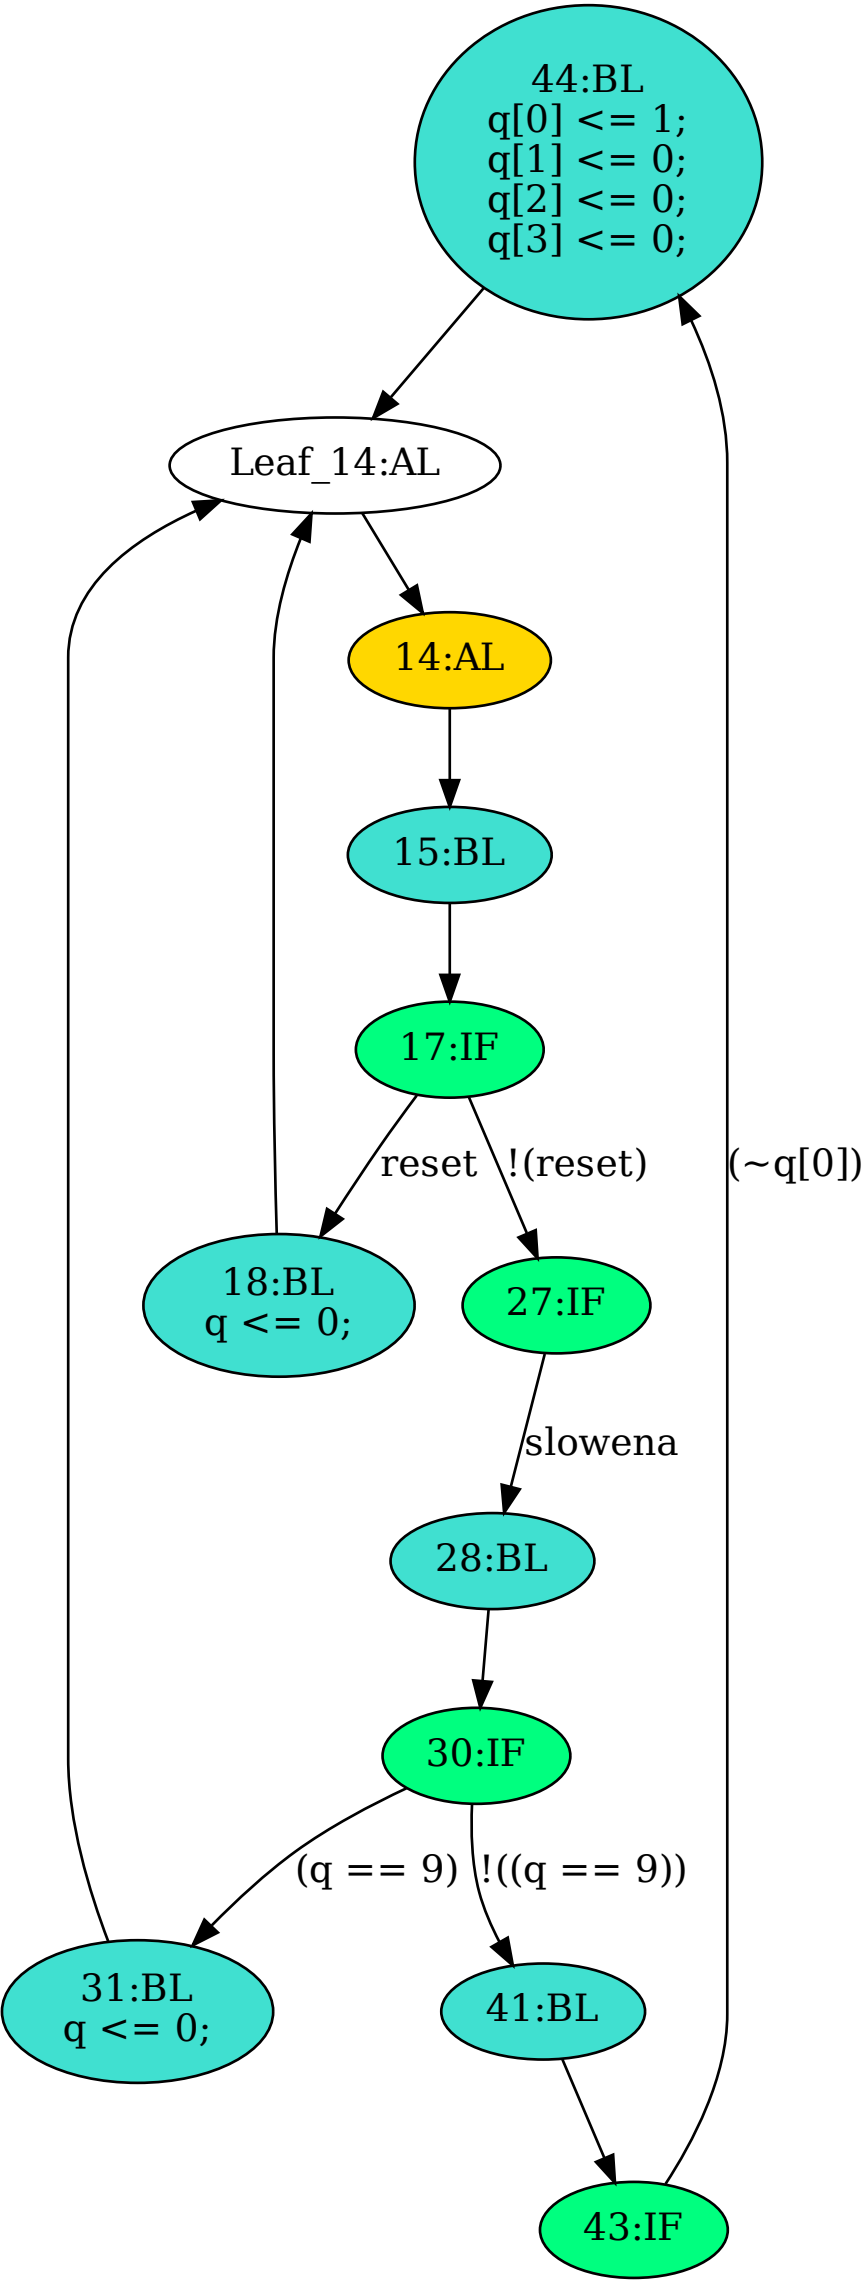 44:BL
q[0] <= 1;
q[1] <= 0;
q[2] <= 0;
q[3] <= 0;
Leaf_14:AL
14:AL
15:BL
17:IF
reset
!(reset)
(~q[0])
18:BL
q <= 0;
27:IF
slowena
28:BL
30:IF
(q == 9)
!((q == 9))
31:BL
q <= 0;
41:BL
43:IF